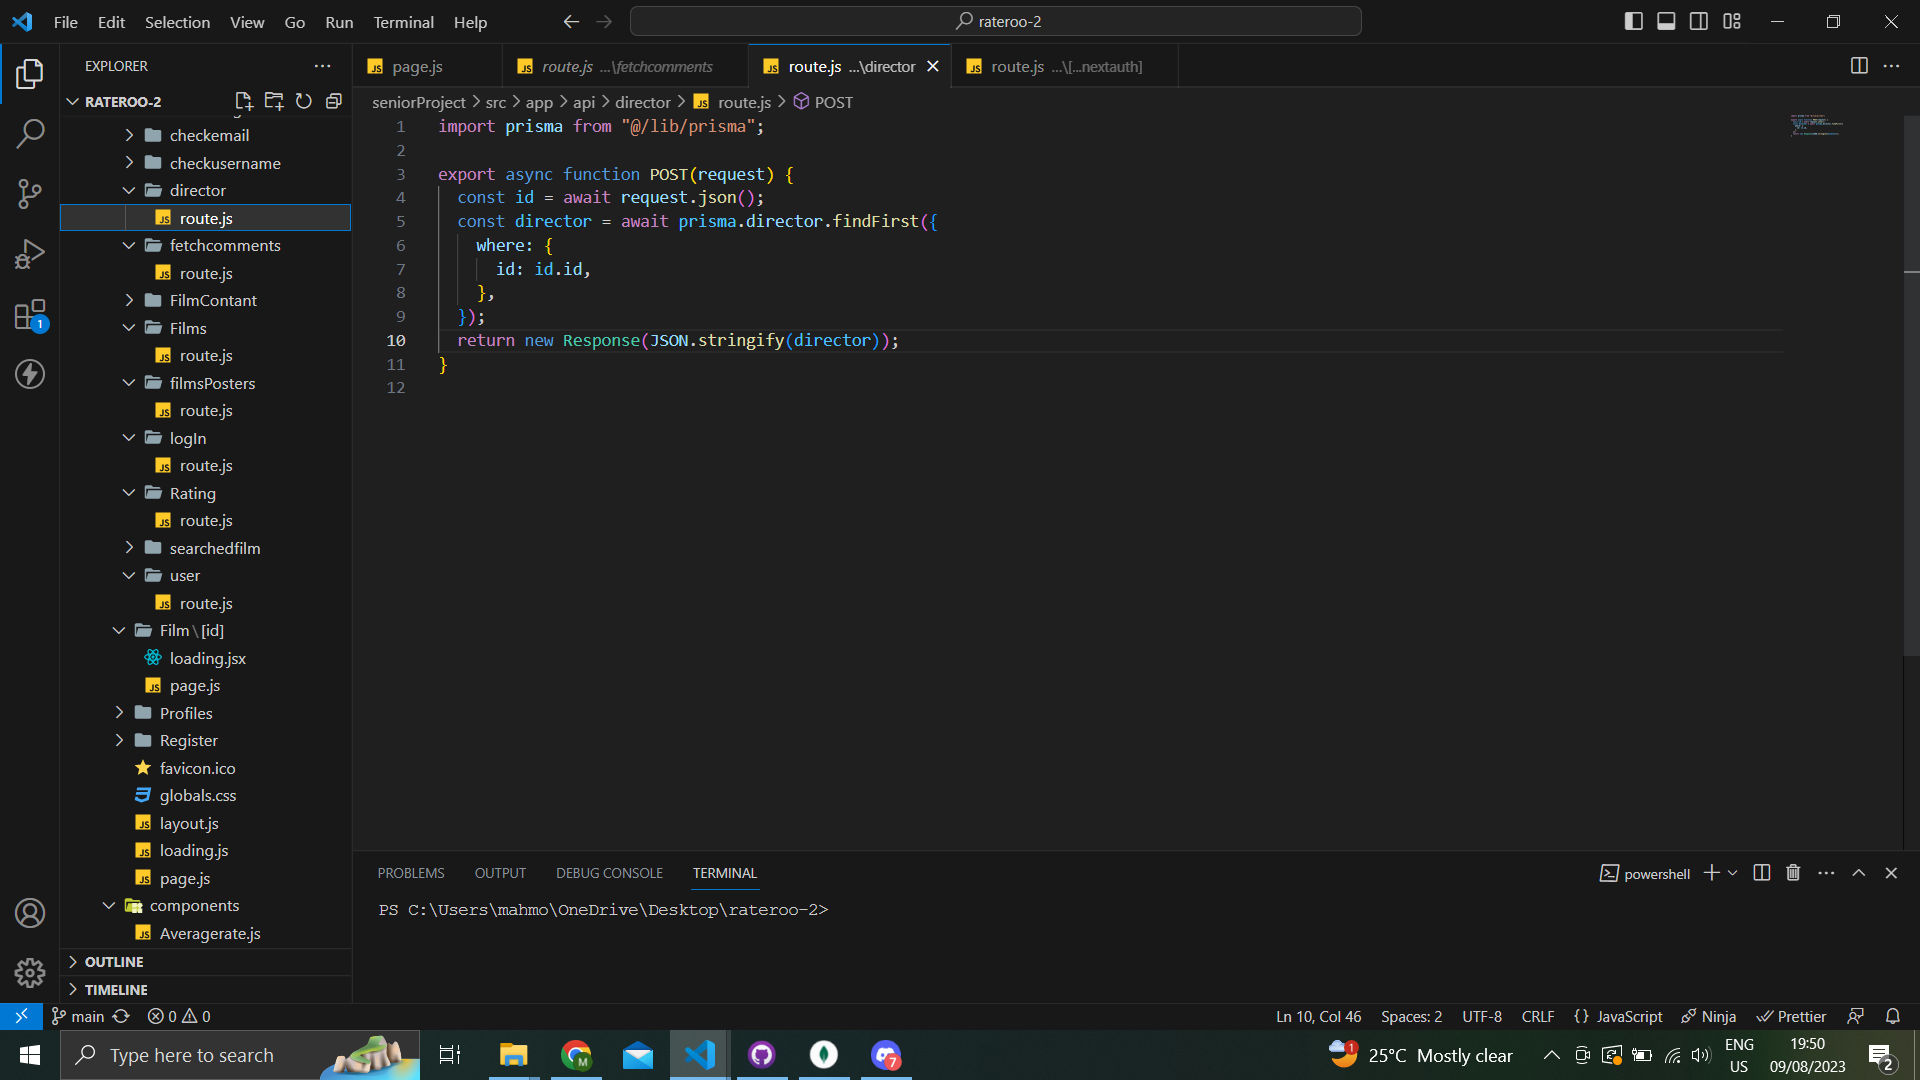 File Edit Selection View Go Run Terminal Help
rateroo-2
EXPLORER
RATEROO-2
checkemail
checkusername
director
route.js
fetchcomments
route.js
FilmContant
Films
route.js
filmsPosters
route.js
logIn
route.js
Rating
route.js
searchedfilm
user
route.js
Film\[id]
loading.jsx
page.js
Profiles
Register
favicon.ico
globals.css
layout.js
loading.js
page.js
components
Averagerate.js
OUTLINE
TIMELINE
page.js
route.js ...\fetchcomments
route.js ...\director
route.js ...\[...nextauth]
seniorProject > src > app > api > director > JS route.js > POST
1 import prisma from "@/lib/prisma";
2
3 export async function POST(request) {
4 const id = await request.json();
5 const director = await prisma.director.findFirst({
6 where: {
7 id: id.id,
8 },
9 });
10 return new Response(JSON.stringify(director));
11 }
12
PROBLEMS OUTPUT DEBUG CONSOLE TERMINAL
powershell
PS C:\Users\mahmo\OneDrive\Desktop\rateroo-2>
1
main 0 0
Ln 10, Col 46 Spaces: 2 UTF-8 CRLF {} JavaScript Ninja Prettier
Type here to search
M
7
1
25°C Mostly clear
ENG
US
19:50
09/08/2023
2